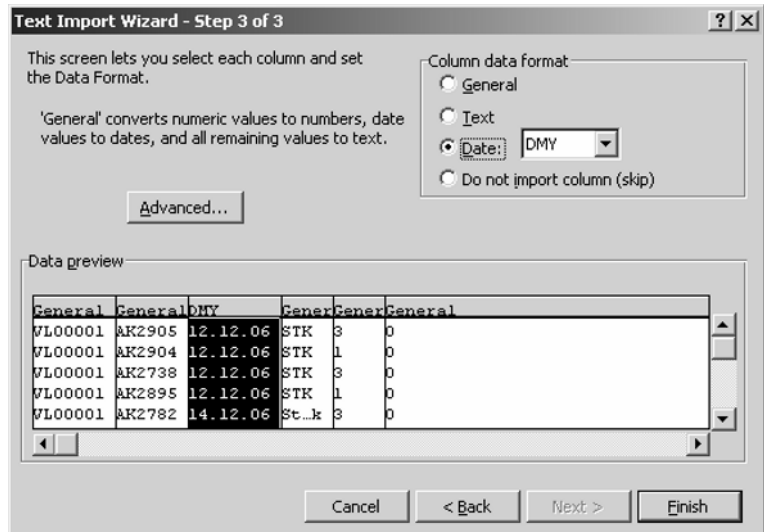 Text Import Wizard - Step 3 of 3
This screen lets you select each column and set
the Data Format.
'General' converts numeric values to numbers, date
values to dates, and all remaining values to text.
Advanced...
Column data format
General
Text
Date: DMY
Do not import column (skip)
Data preview
General General DMY Gener Gener General
VL00001 AK2905 12.12.06 STK 3 0
VL00001 AK2904 12.12.06 STK 1 0
VL00001 AK2738 12.12.06 STK 3 0
VL00001 AK2895 12.12.06 STK 1 0
VL00001 AK2782 14.12.06 St…k 3 0
Cancel < Back Next > Finish